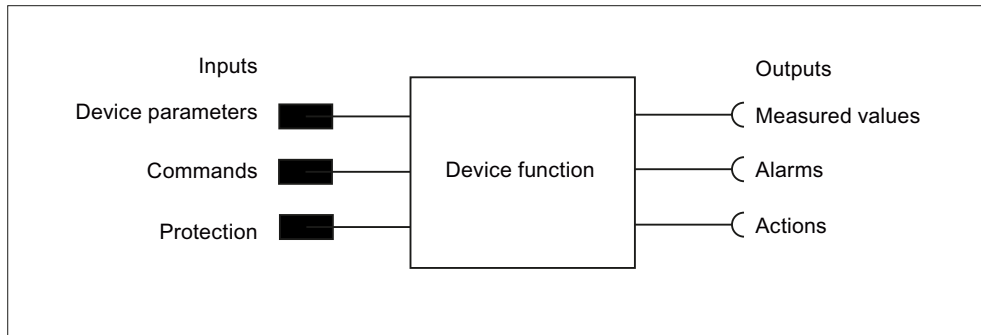 Inputs
Device parameters
Commands
Protection
Device function
Outputs
Measured values
Alarms
Actions